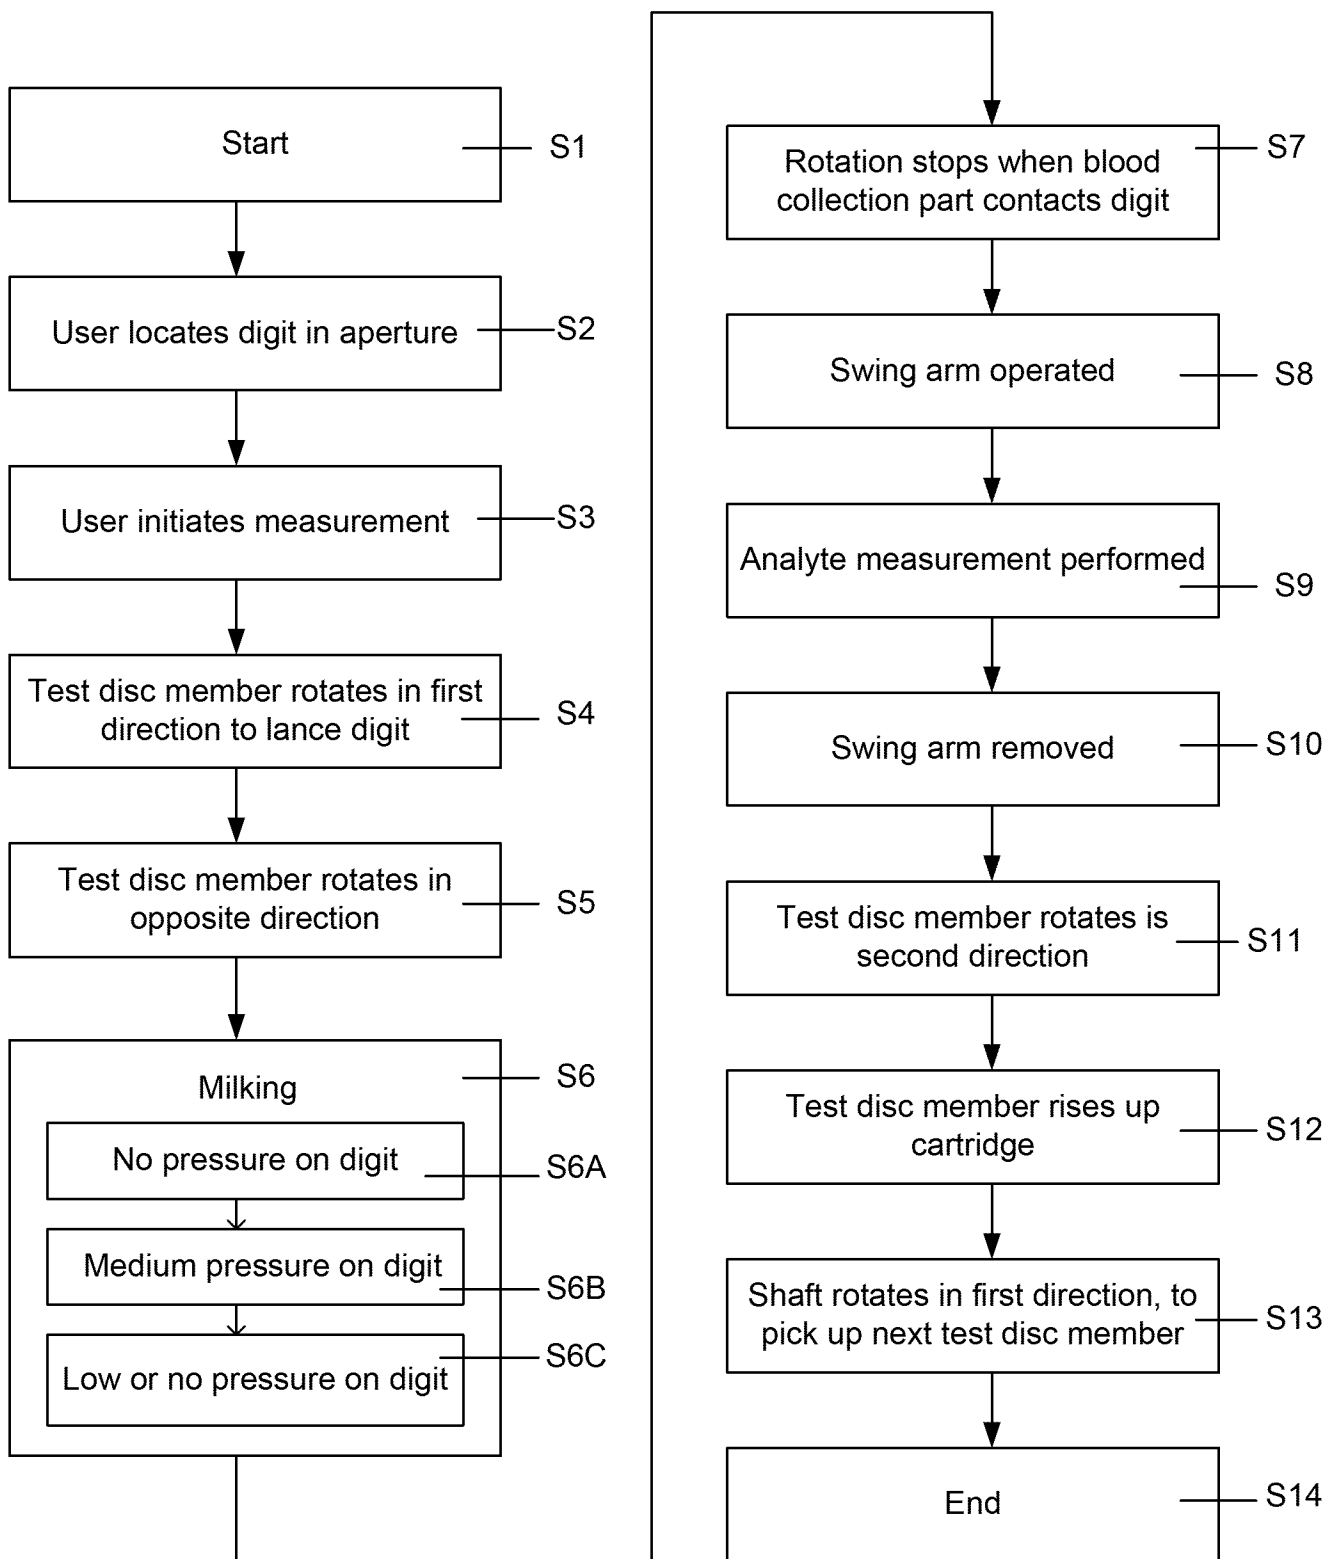 Start
S1
User locates digit in aperture
S2
User initiates measurement
S3
Test disc member rotates in first
direction to lance digit
S4
Test disc member rotates in
opposite direction
S5
Milking
S6
No pressure on digit
S6A
Medium pressure on digit
S6B
Low or no pressure on digit
S6C
Rotation stops when blood
collection part contacts digit
S7
Swing arm operated
S8
Analyte measurement performed
S9
Swing arm removed
S10
Test disc member rotates is
second direction
S11
Test disc member rises up
cartridge
S12
Shaft rotates in first direction, to
pick up next test disc member
S13
End
S14